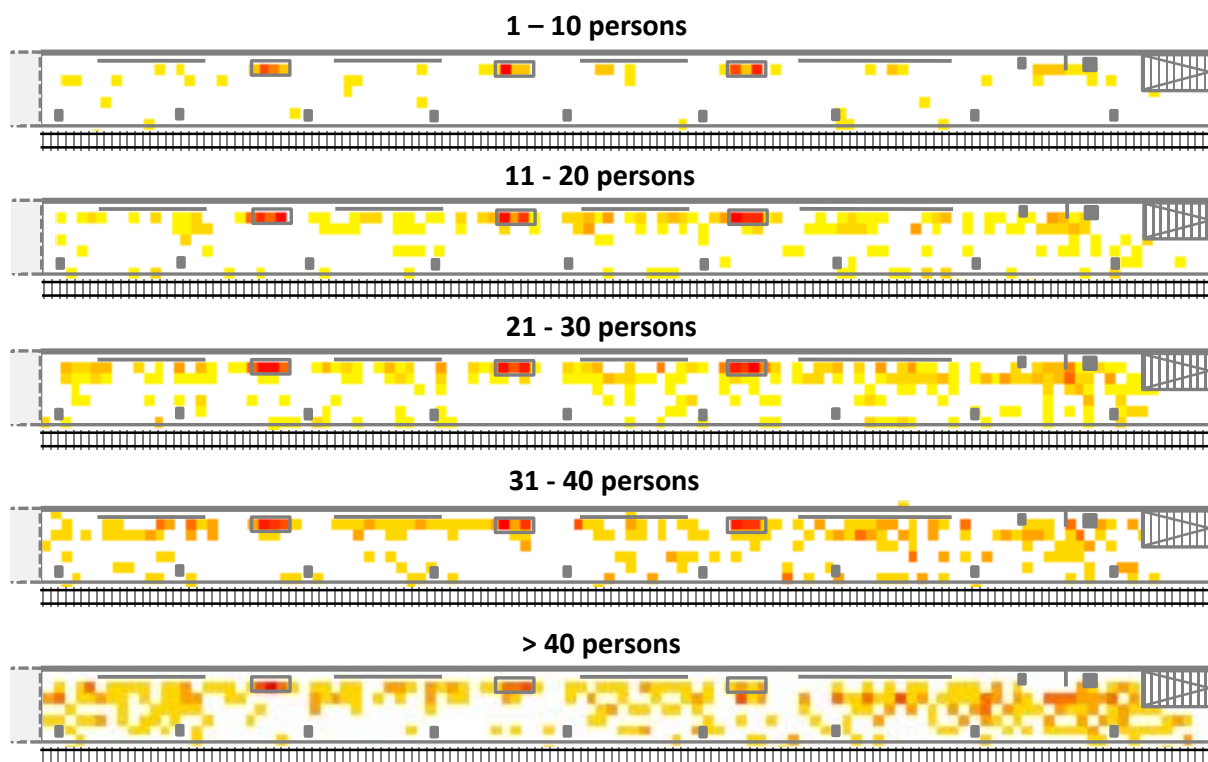 1 – 10 persons
11 - 20 persons
21 - 30 persons
31 - 40 persons
> 40 persons